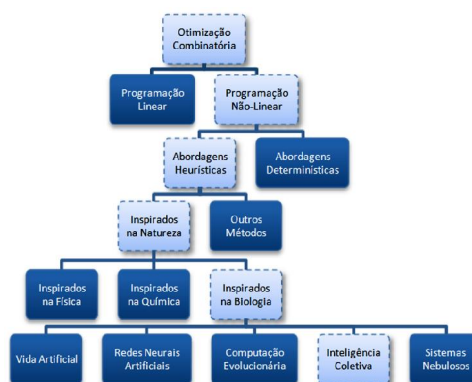 Otimização
Combinatória
Programação
Linear
Programação
Não-Linear
Abordagens
Heurísticas
Abordagens
Determinísticas
Inspirados
na Natureza
Outros
Métodos
Inspirados
na Física
Inspirados
na Química
Inspirados
na Biologia
Vida Artificial
Redes Neurais
Artificiais
Computação
Evolucionária
Inteligência
Coletiva
Sistemas
Nebulosos